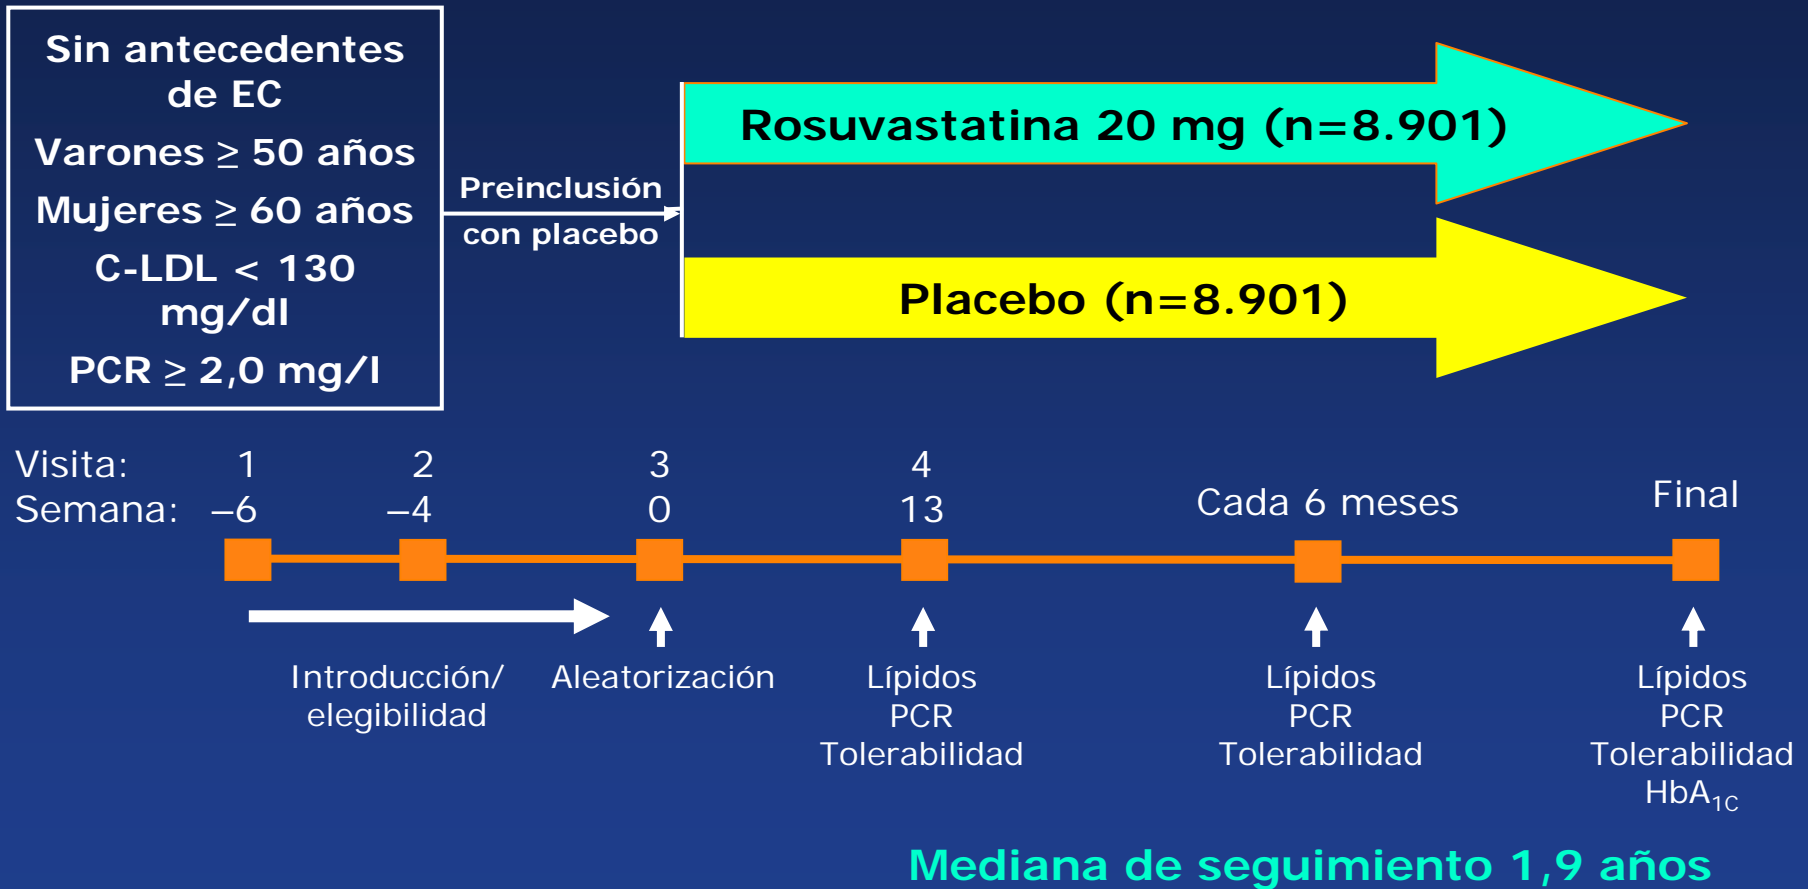 Sin antecedentes
de EC
Varones ≥ 50 años
Mujeres ≥ 60 años
C-LDL < 130
mg/dl
PCR ≥ 2,0 mg/l
Preinclusión
con placebo
Rosuvastatina 20 mg (n=8.901)
Placebo (n=8.901)
Visita: 1 2 3 4
Semana: –6 –4 0 13
Cada 6 meses
Final
Introducción/
elegibilidad
Aleatorización
Lípidos
PCR
Tolerabilidad
Lípidos
PCR
Tolerabilidad
Lípidos
PCR
Tolerabilidad
HbA₁C
Mediana de seguimiento 1,9 años